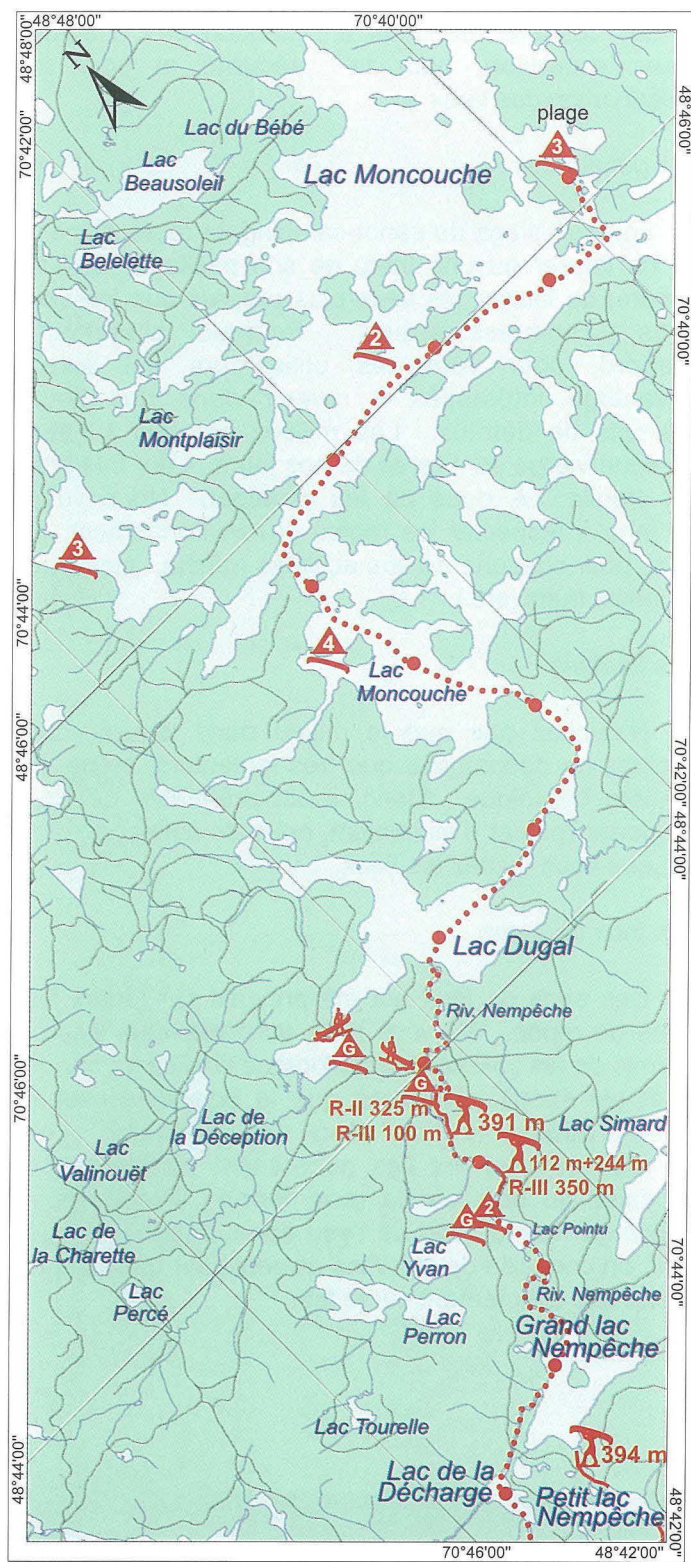 48°48'00"
70°40'00"
N
48°46'00"
70°42'00"
plage
3
Lac du Bébé
Lac
Beausoleil
Lac Moncouche
Lac
Belelette
70°40'00"
2
Lac
Montplaisir
3
70°44'00"
4
Lac
Moncouche
48°46'00"
70°42'00"
48°44'00"
Lac Dugal
Riv. Nempêche
G
G
70°46'00"
R-II 325 m
R-III 100 m
391 m
Lac Simard
Lac de
la Déception
112 m+244 m
R-III 350 m
Lac
Valinouët
2
G
Lac Pointu
Lac de
la Charette
Lac
Yvan
70°44'00"
Lac
Percé
Riv. Nempêche
Lac
Perron
Grand lac
Nempêche
Lac Tourelle
394 m
48°44'00"
Lac de la
Décharge
Petit lac
Nempêche
48°42'00"
70°46'00"
48°42'00"